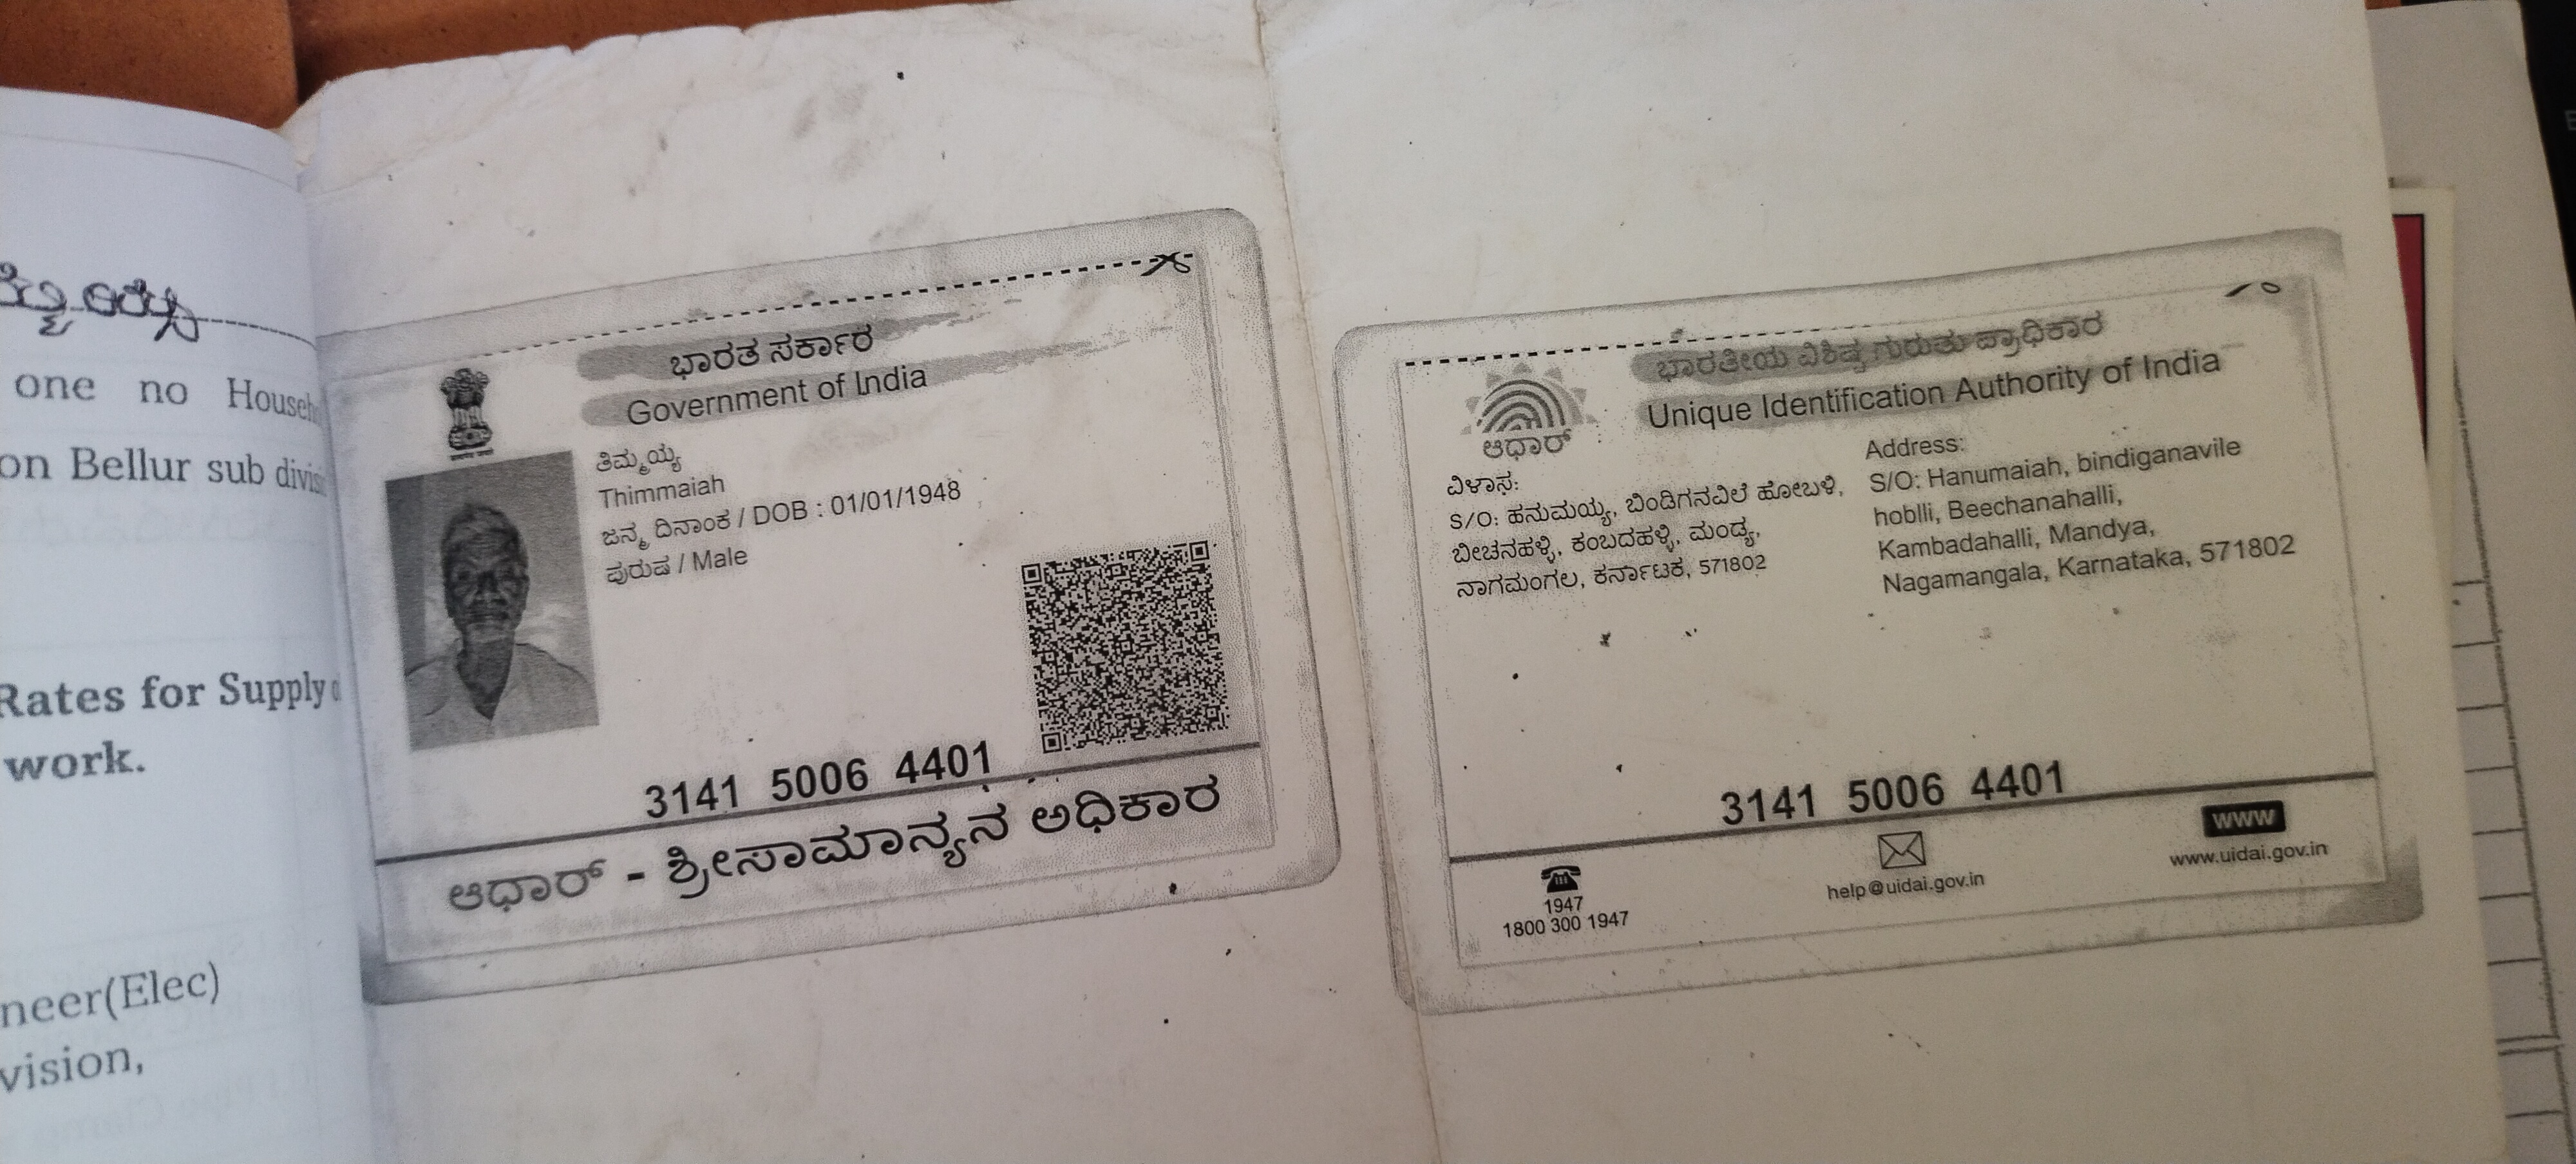 one no
on Bellur sub
Rates for Supply
work.
neer(Elec)
vision,
ಭಾರತ ಸರ್ಕಾರ
Government of India
ತಿಮ್ಮಯ್ಯ
Thimmaiah
ಜನ್ಮ ದಿನಾಂಕ / DOB : 01/01/1948
ಪುರುಷ / Male
3141 5006 4401
ಆಧಾರ್ - ಶ್ರೀಸಾಮಾನ್ಯನ ಅಧಿಕಾರ
ಭಾರತೀಯ ವಿಶಿಷ್ಟ ಗುರುತು ಪ್ರಾಧಿಕಾರ
Unique Identification Authority of India
ಆಧಾರ್
ವಿಳಾಸ:
S/O: ಹನುಮಯ್ಯ, ಬಿಂಡಿಗನವಿಲೆ ಹೋಬಳಿ,
ಬೀಚನಹಳ್ಳಿ, ಕಂಬದಹಳ್ಳಿ, ಮಂಡ್ಯ,
ನಾಗಮಂಗಲ, ಕರ್ನಾಟಕ, 571802
Address:
S/O: Hanumaiah, bindiganavile
hoblli, Beechanahalli,
Kambadahalli, Mandya,
Nagamangala, Karnataka, 571802
3141 5006 4401
1947
1800 300 1947
help@uidai.gov.in
www
www.uidai.gov.in